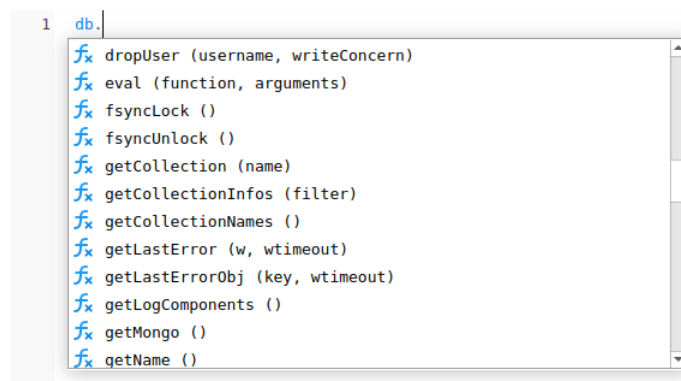 1 db.
dropUser (username, writeConcern)
eval (function, arguments)
fsyncLock ()
fsyncUnlock ()
getCollection (name)
getCollectionInfos (filter)
getCollectionNames ()
getLastError (w, wtimeout)
getLastErrorObj (key, wtimeout)
getLogComponents ()
getMongo ()
getName ()